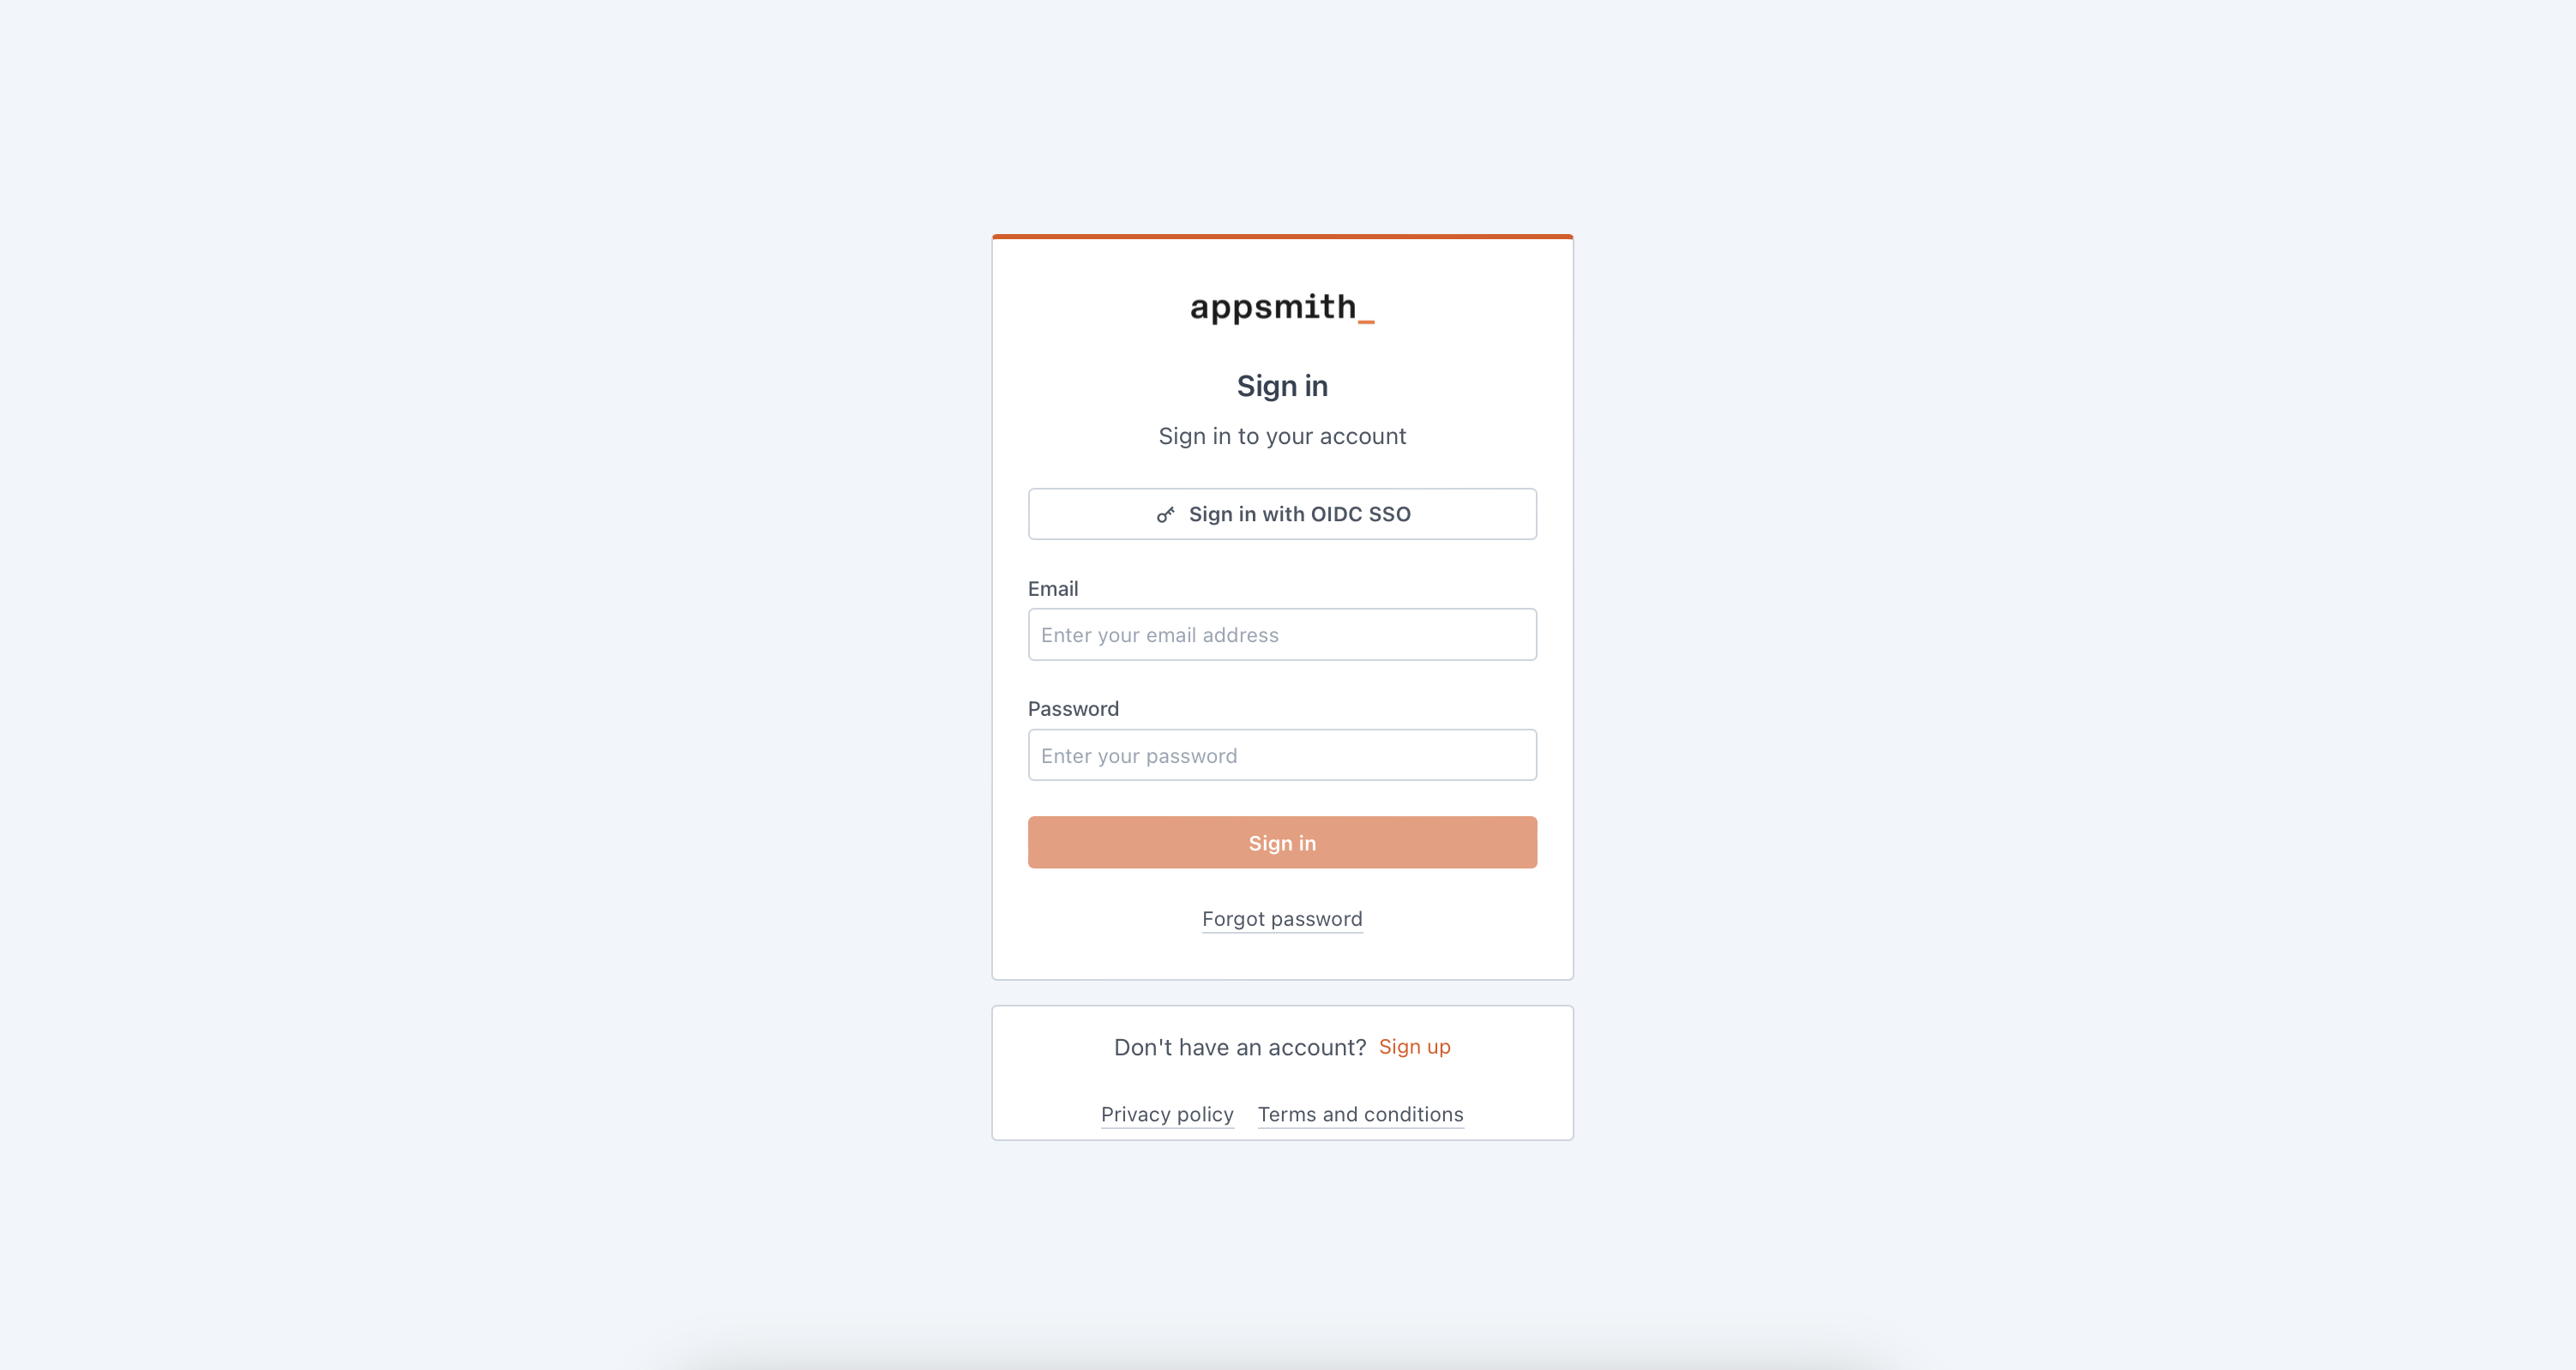 appsmith_
Sign in
Sign in to your account
Sign in with OIDC SSO
Email
Enter your email address
Password
Enter your password
Sign in
Forgot password
Don't have an account? Sign up
Privacy policy Terms and conditions